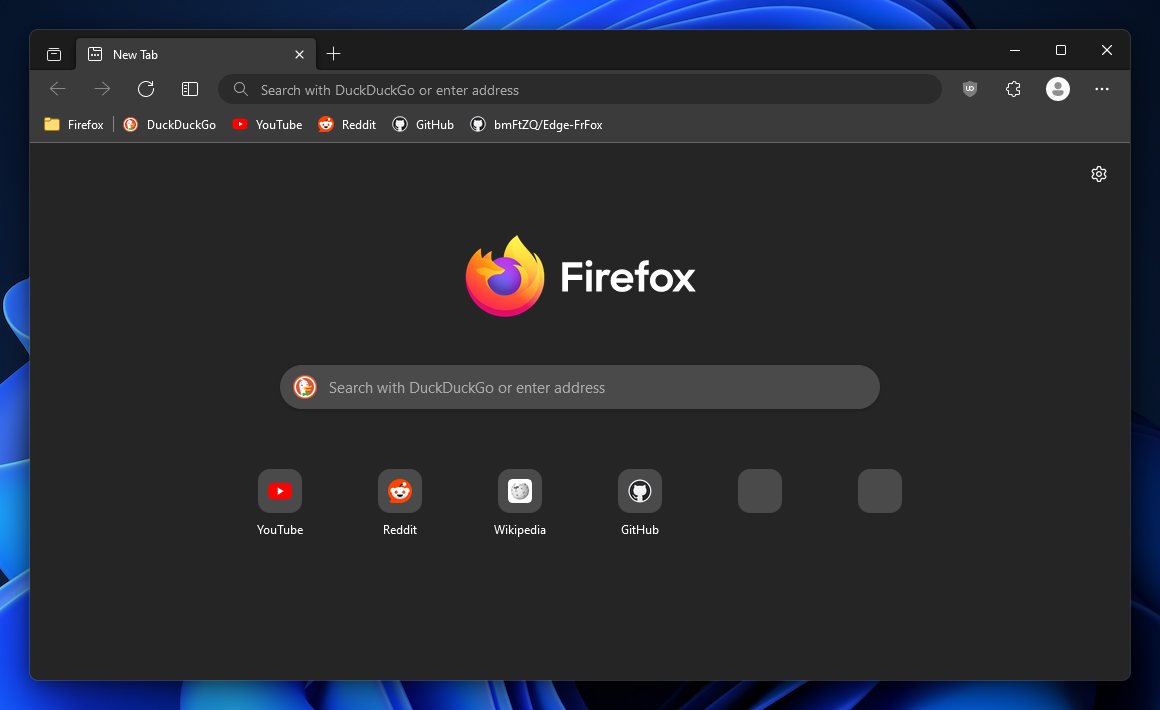 New Tab
Search with DuckDuckGo or enter address
Firefox DuckDuckGo YouTube Reddit GitHub bmFtZQ/Edge-FrFox
Firefox
Search with DuckDuckGo or enter address
YouTube Reddit Wikipedia GitHub